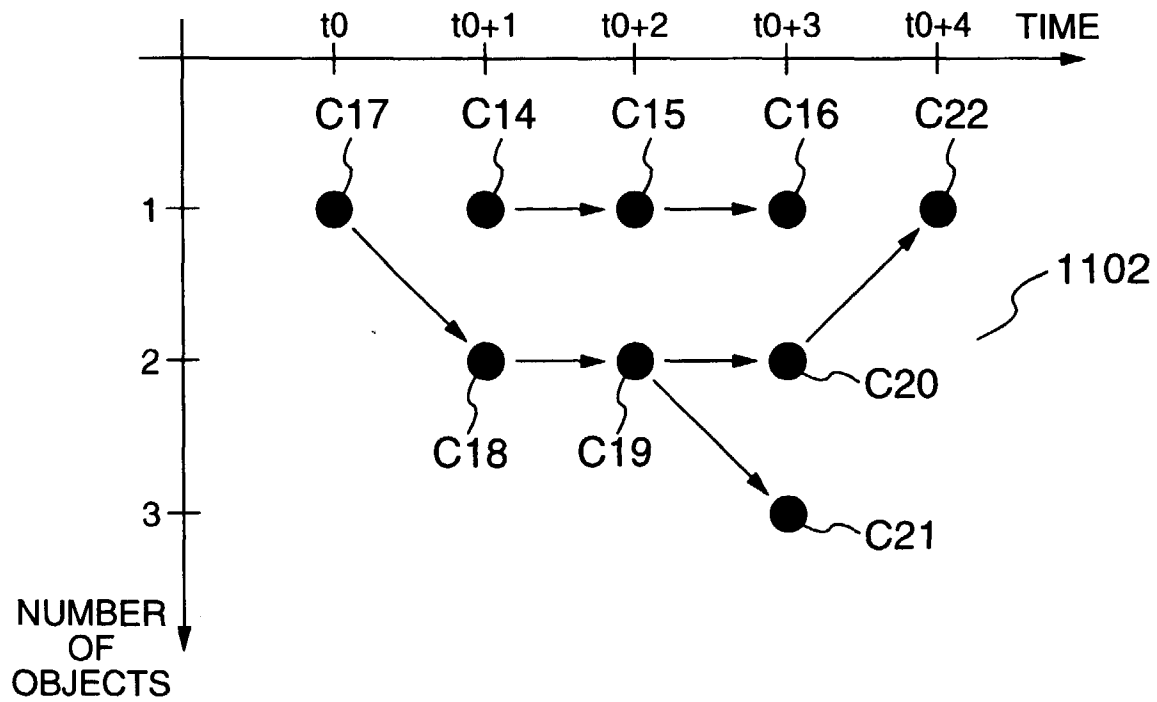 t0 t0+1 t0+2 t0+3 t0+4 TIME
C17 C14 C15 C16 C22
1
1102
2
C20
C18 C19
3
C21
NUMBER
OF
OBJECTS